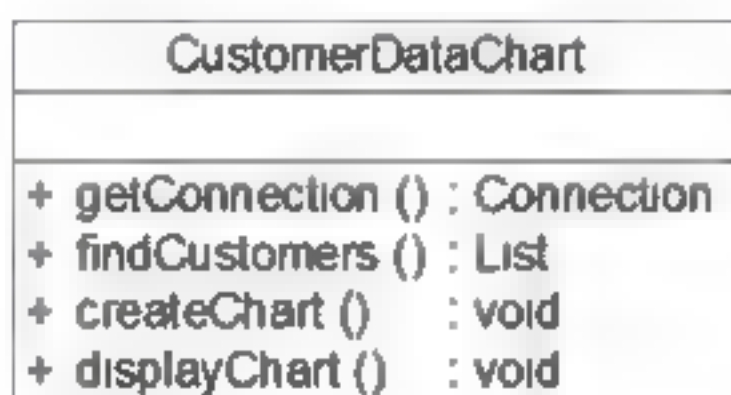 CustomerDataChart
+ getConnection () : Connection
+ findCustomers () : List
+ createChart () : void
+ displayChart () : void